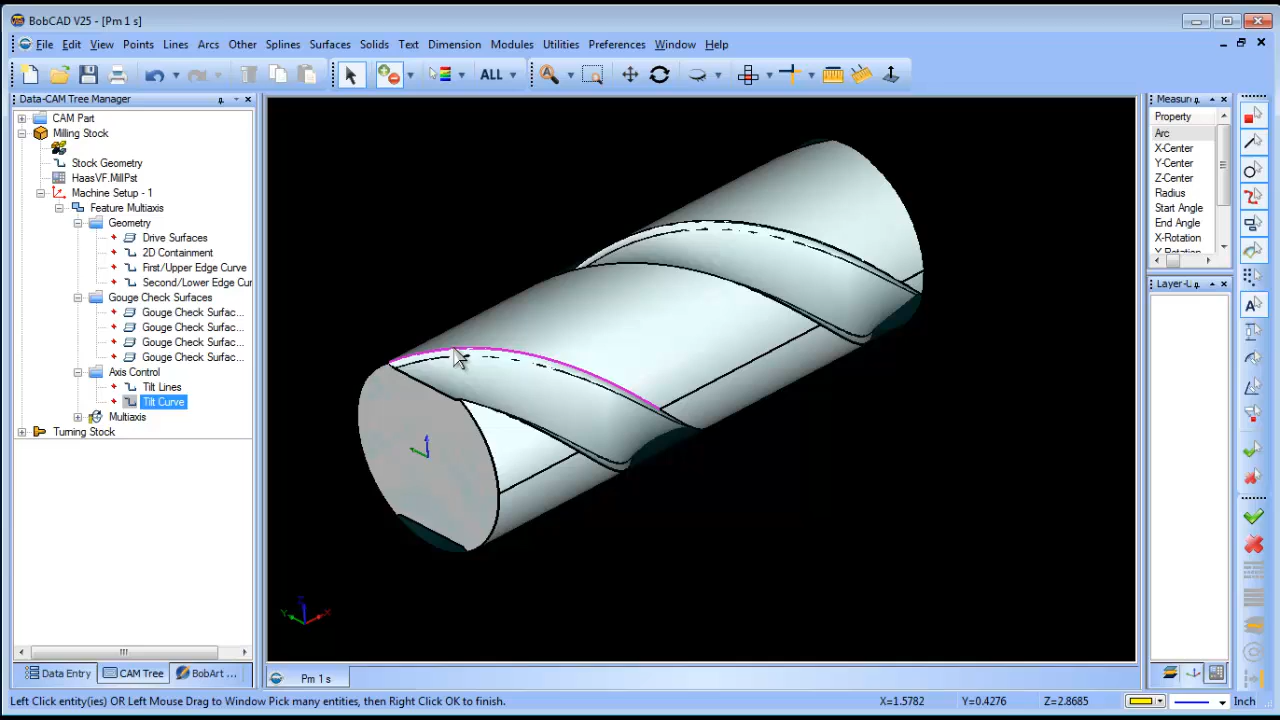 BobCAD V25 - [Pm 1 s]
File Edit View Points Lines Arcs Other Splines Surfaces Solids Text Dimension Modules Utilities Preferences Window Help
ALL
Data-CAM Tree Manager
CAM Part
Milling Stock
Stock Geometry
HaasVF.MillPst
Machine Setup - 1
Feature Multiaxis
Geometry
Drive Surfaces
2D Containment
First/Upper Edge Curve
Second/Lower Edge Cur
Gouge Check Surfaces
Gouge Check Surfac...
Gouge Check Surfac...
Gouge Check Surfac...
Gouge Check Surfac...
Axis Control
Tilt Lines
Tilt Curve
Multiaxis
Turning Stock
Data Entry CAM Tree BobArt ...
Z Y X
Pm 1 s
Measur
Property
Arc
X-Center
Y-Center
Z-Center
Radius
Start Angle
End Angle
X-Rotation
Y-Rotation
Layer-L
Left Click entity(ies) OR Left Mouse Drag to Window Pick many entities, then Right Click OK to finish.
X=1.5782 Y=0.4276 Z=2.8685 Inch